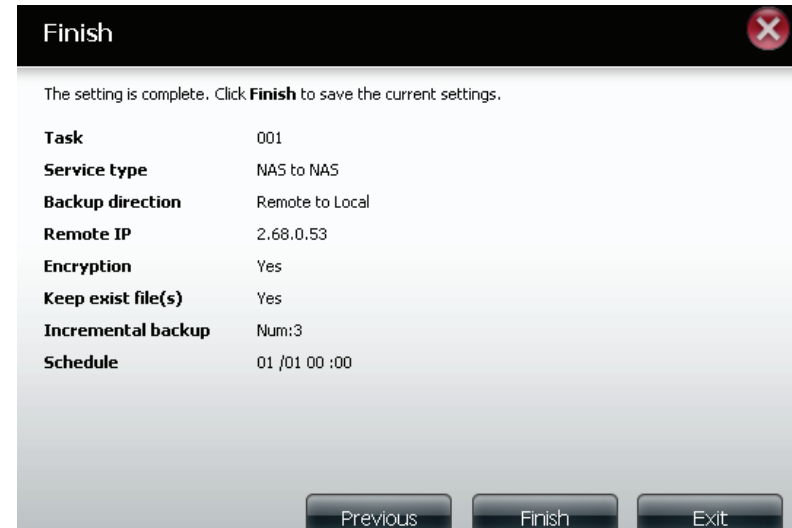 Finish
The setting is complete. Click Finish to save the current settings.
Task 001
Service type NAS to NAS
Backup direction Remote to Local
Remote IP 2.68.0.53
Encryption Yes
Keep exist file(s) Yes
Incremental backup Num:3
Schedule 01 /01 00 :00
Previous Finish Exit